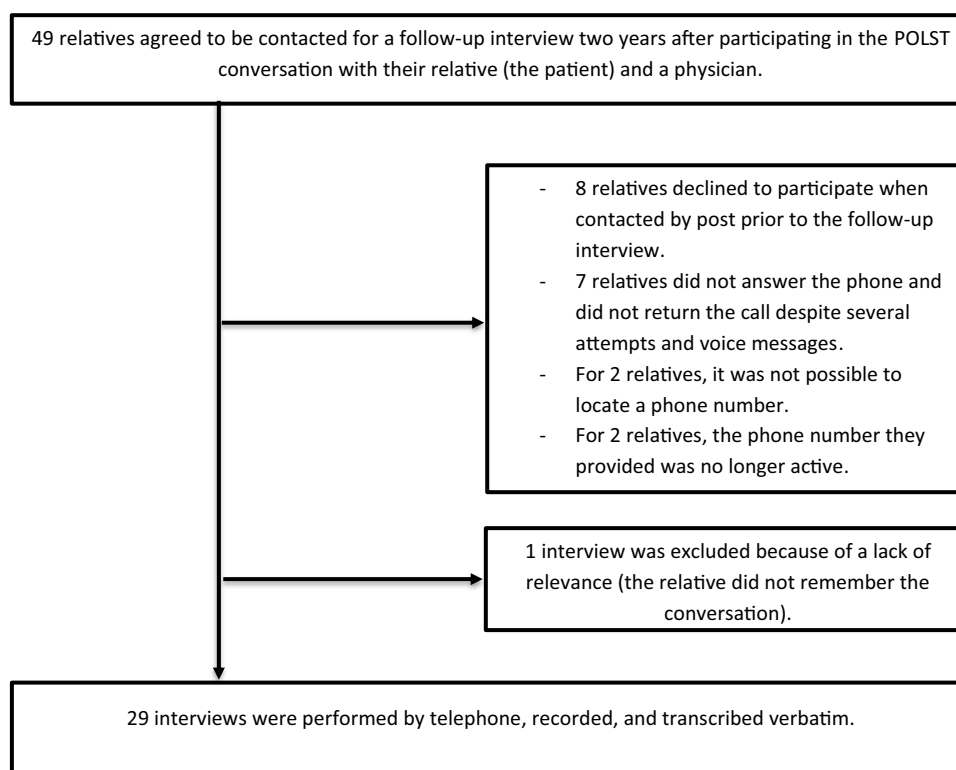 49 relatives agreed to be contacted for a follow-up interview two years after participating in the POLST
conversation with their relative (the patient) and a physician.
- 8 relatives declined to participate when
contacted by post prior to the follow-up
interview.
- 7 relatives did not answer the phone and
did not return the call despite several
attempts and voice messages.
- For 2 relatives, it was not possible to
locate a phone number.
- For 2 relatives, the phone number they
provided was no longer active.
1 interview was excluded because of a lack of
relevance (the relative did not remember the
conversation).
29 interviews were performed by telephone, recorded, and transcribed verbatim.